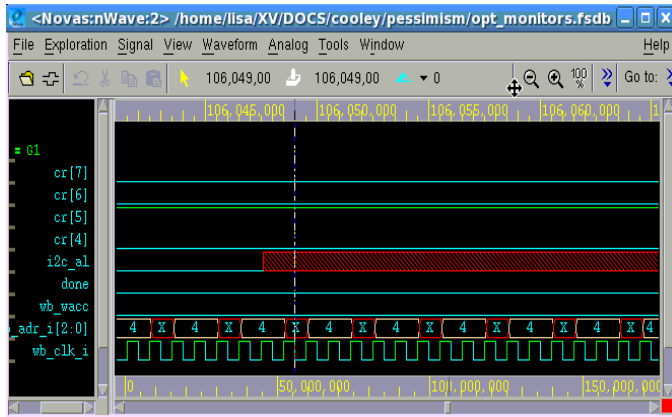 <Novas:nWave:2> /home/lisa/XV/DOCS/cooley/pessimism/opt_monitors.fsdb
File Exploration Signal View Waveform Analog Tools Window Help
106,049,00 106,049,00 0 100 % Go to:
106,045,000 106,050,000 106,055,000 106,060,000 1
= G1
cr[7]
cr[6]
cr[5]
cr[4]
i2c_al
done
wb_wacc
_adr_i[2:0] 4 X 4 X 4 X 4 X 4 X 4 X 4 X 4
wb_clk_i
0 50,000,000 100,000,000 150,000,000